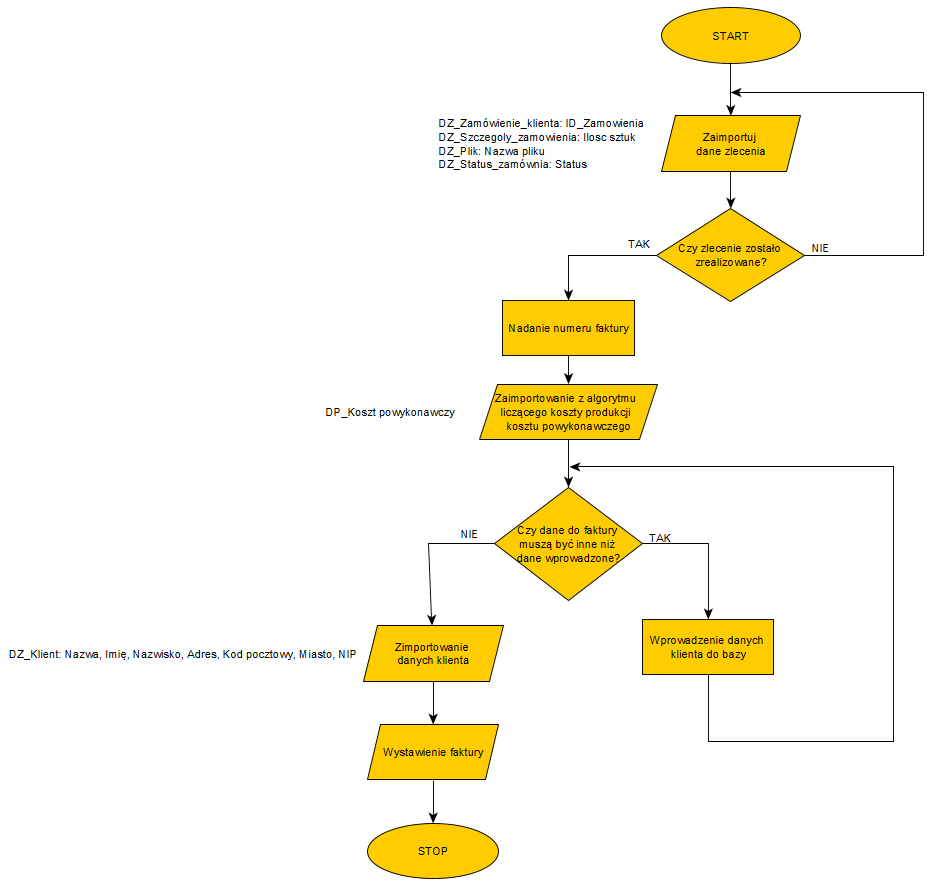 START
DZ_Zamówienie_klienta: ID_Zamowienia
DZ_Szczegoly_zamowienia: Ilosc sztuk
DZ_Plik: Nazwa pliku
DZ_Status_zamównia: Status
Zaimportuj
dane zlecenia
TAK
Czy zlecenie zostało
zrealizowane?
NIE
Nadanie numeru faktury
DP_Koszt powykonawczy
Zaimportowanie z algorytmu
liczącego koszty produkcji
kosztu powykonawczego
NIE
Czy dane do faktury
muszą być inne niż
dane wprowadzone?
TAK
DZ_Klient: Nazwa, Imię, Nazwisko, Adres, Kod pocztowy, Miasto, NIP
Zimportowanie
danych klienta
Wprowadzenie danych
klienta do bazy
Wystawienie faktury
STOP